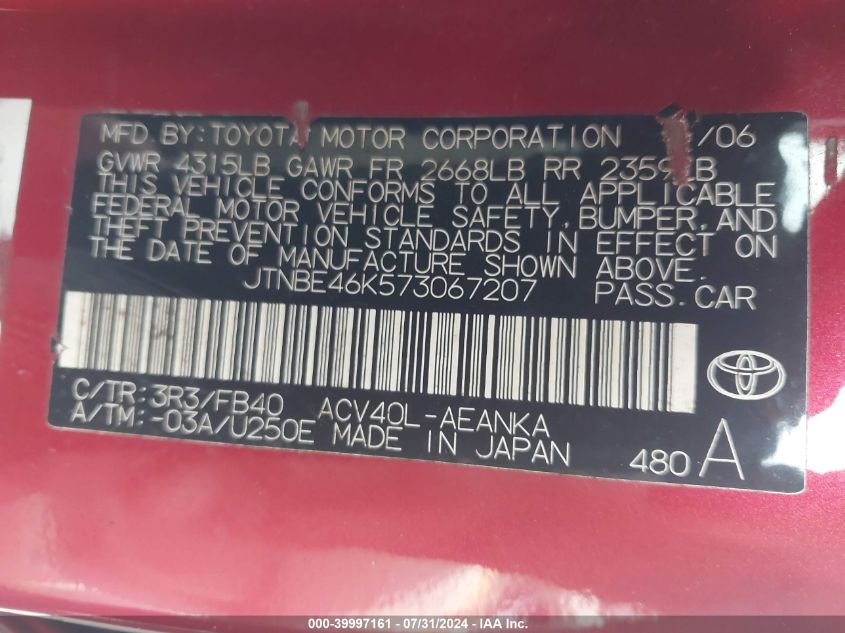 MFD BY: TOYOTA MOTOR CORPORATION /06
GVWR 4315LB GAWR FR 2668LB RR 2359LB
THIS VEHICLE CONFORMS TO ALL APPLICABLE
FEDERAL MOTOR VEHICLE SAFETY, BUMPER, AND
THEFT PREVENTION STANDARDS IN EFFECT ON
THE DATE OF MANUFACTURE SHOWN ABOVE.
JTNBE46K573067207 PASS. CAR
C/TR: 3R3/FB40 ACV40L-AEANKA
A/TM: -03A/U250E MADE IN JAPAN
480 A
000-39997161 | 07/31/2024 - IAA Inc.